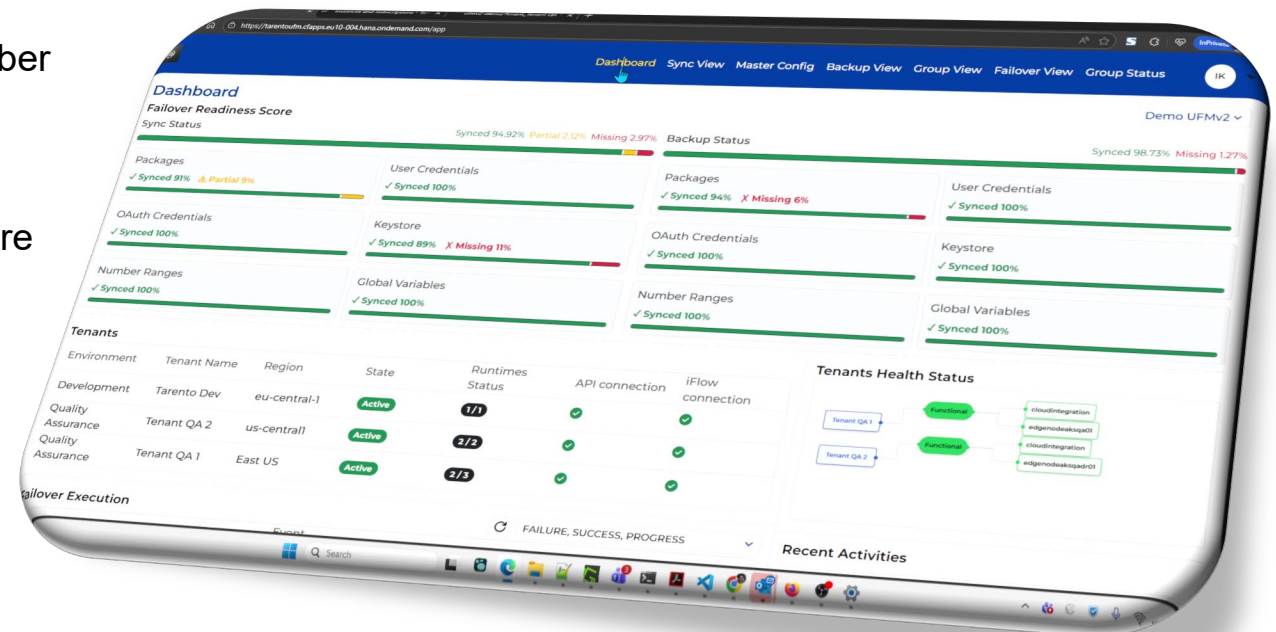 ber
re
https://tarentoufm.cfapps.eu10-004.hana.ondemand.com/app
InPrivate
Dashboard Sync View Master Config Backup View Group View Failover View Group Status IK
Dashboard
Demo UFMv2
Failover Readiness Score
Sync Status Synced 94.92% Partial 2.12% Missing 2.97%
Backup Status Synced 98.73% Missing 1.27%
Packages
✓ Synced 91% ⚠ Partial 9%
User Credentials
✓ Synced 100%
Packages
✓ Synced 94% X Missing 6%
User Credentials
✓ Synced 100%
OAuth Credentials
✓ Synced 100%
Keystore
✓ Synced 89% X Missing 11%
OAuth Credentials
✓ Synced 100%
Keystore
✓ Synced 100%
Number Ranges
✓ Synced 100%
Global Variables
✓ Synced 100%
Number Ranges
✓ Synced 100%
Global Variables
✓ Synced 100%
Tenants
Environment Tenant Name Region State Runtimes Status API connection iFlow connection
Development Tarento Dev eu-central-1 Active 1/1
Quality Assurance Tenant QA 2 us-central1 Active 2/2
Quality Assurance Tenant QA 1 East US Active 2/3
Tenants Health Status
Tenant QA 1 Functional cloudintegration
edgenodeaksqa01
Tenant QA 2 Functional cloudintegration
edgenodeaksqadr01
ailover Execution
Event
FAILURE, SUCCESS, PROGRESS
Recent Activities
Search